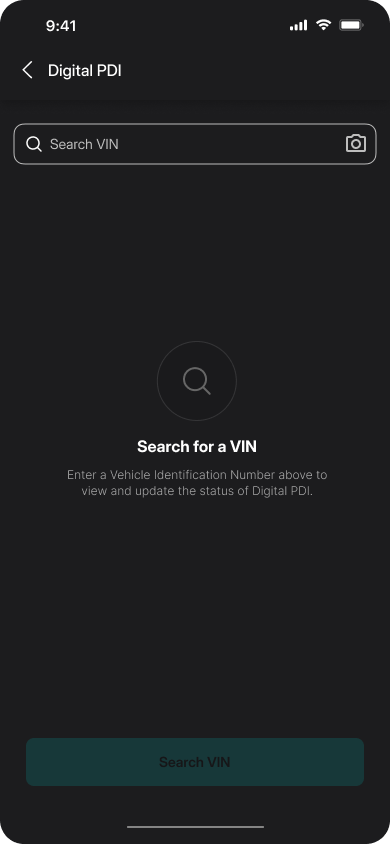 9:41
Digital PDI
Search VIN
Search for a VIN
Enter a Vehicle Identification Number above to
view and update the status of Digital PDI.
Search VIN